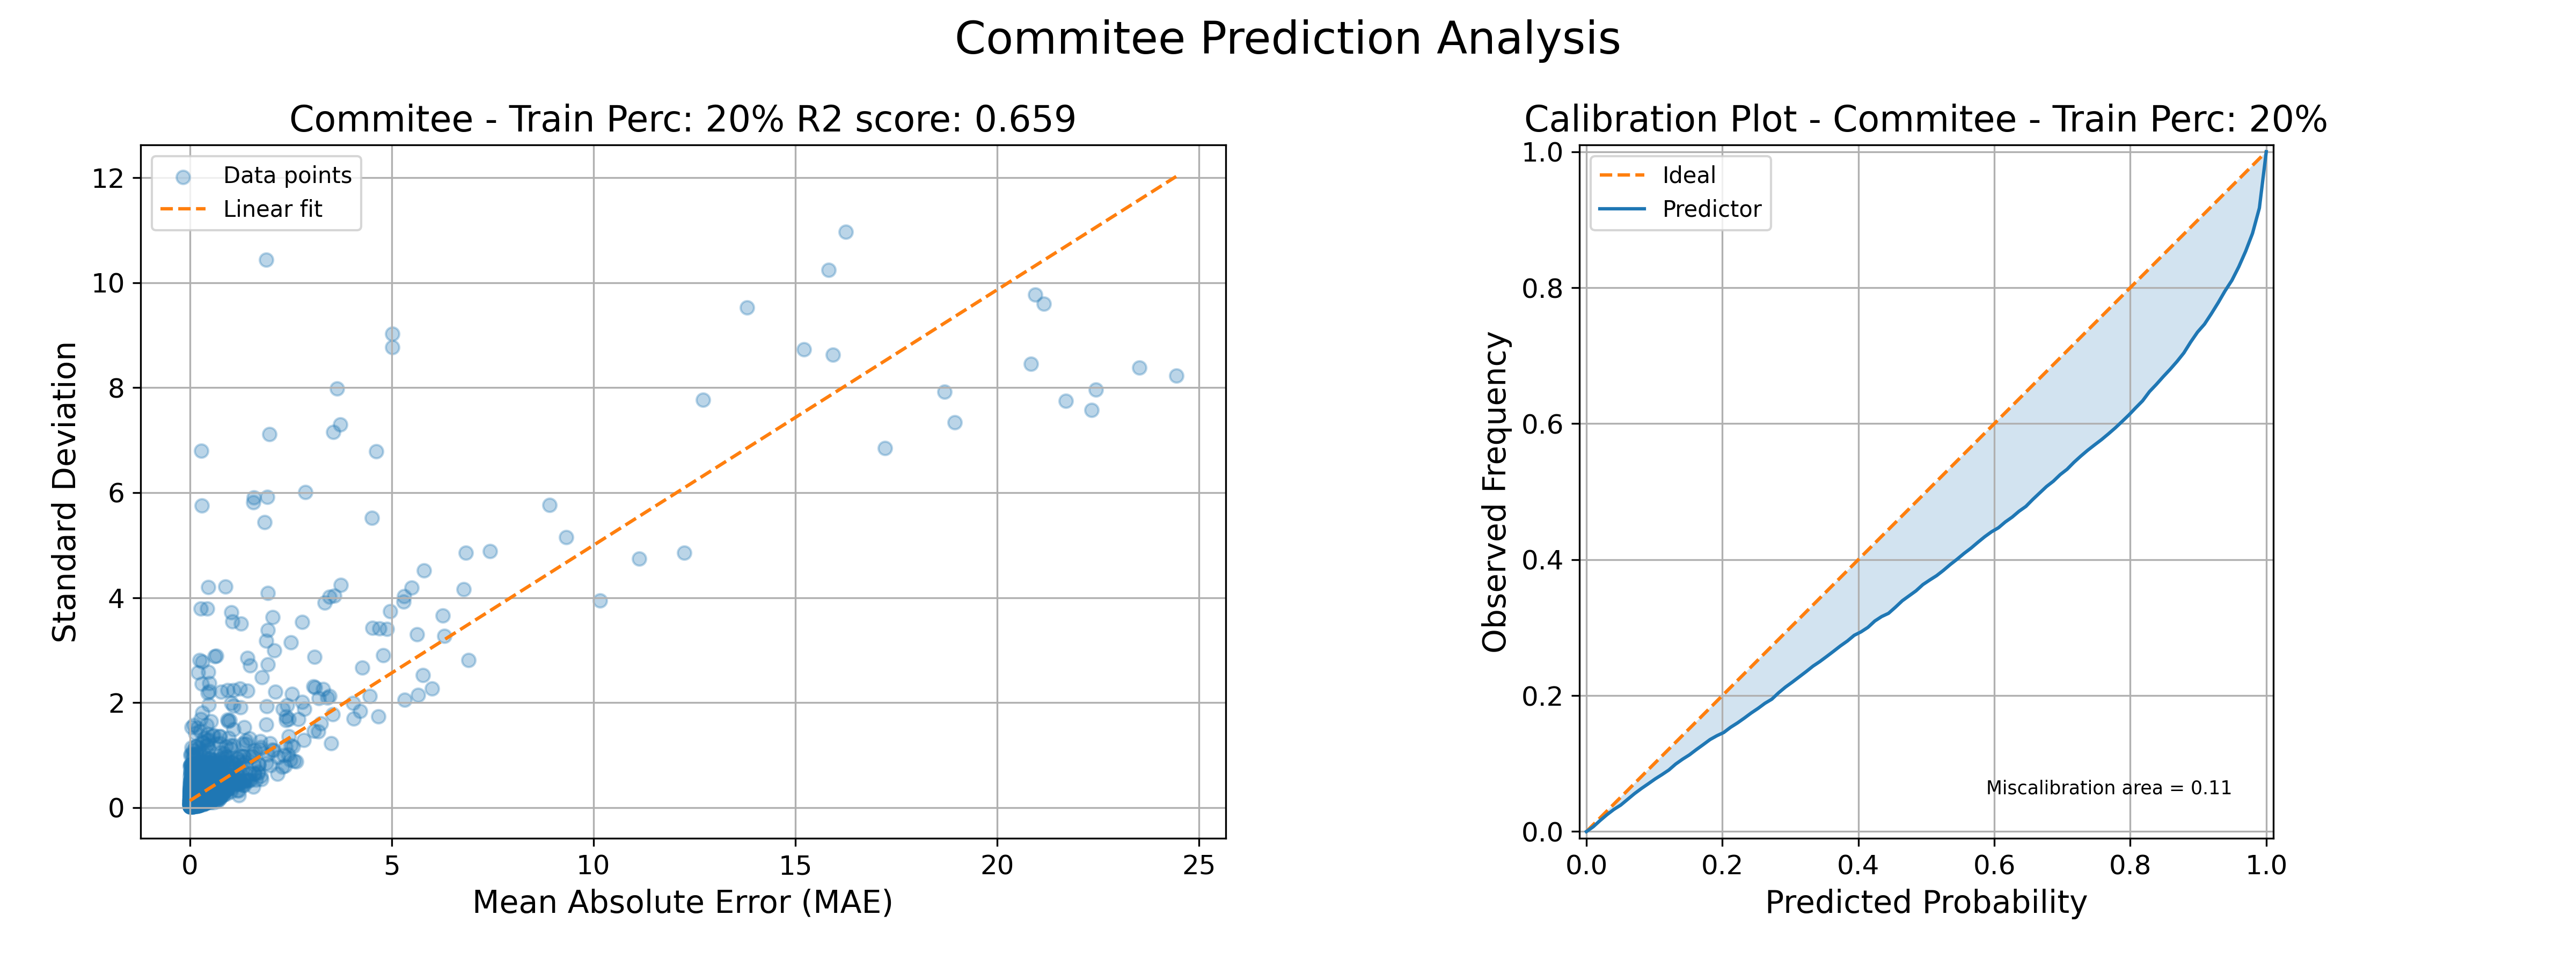 Commitee Prediction Analysis
Commitee - Train Perc: 20% R2 score: 0.659
Data points
Linear fit
12
10
8
6
4
2
0
Standard Deviation
0
5
10
15
20
25
Mean Absolute Error (MAE)
Calibration Plot - Commitee - Train Perc: 20%
Ideal
Predictor
1.0
0.8
0.6
0.4
0.2
0.0
Observed Frequency
Miscalibration area = 0.11
0.0
0.2
0.4
0.6
0.8
1.0
Predicted Probability